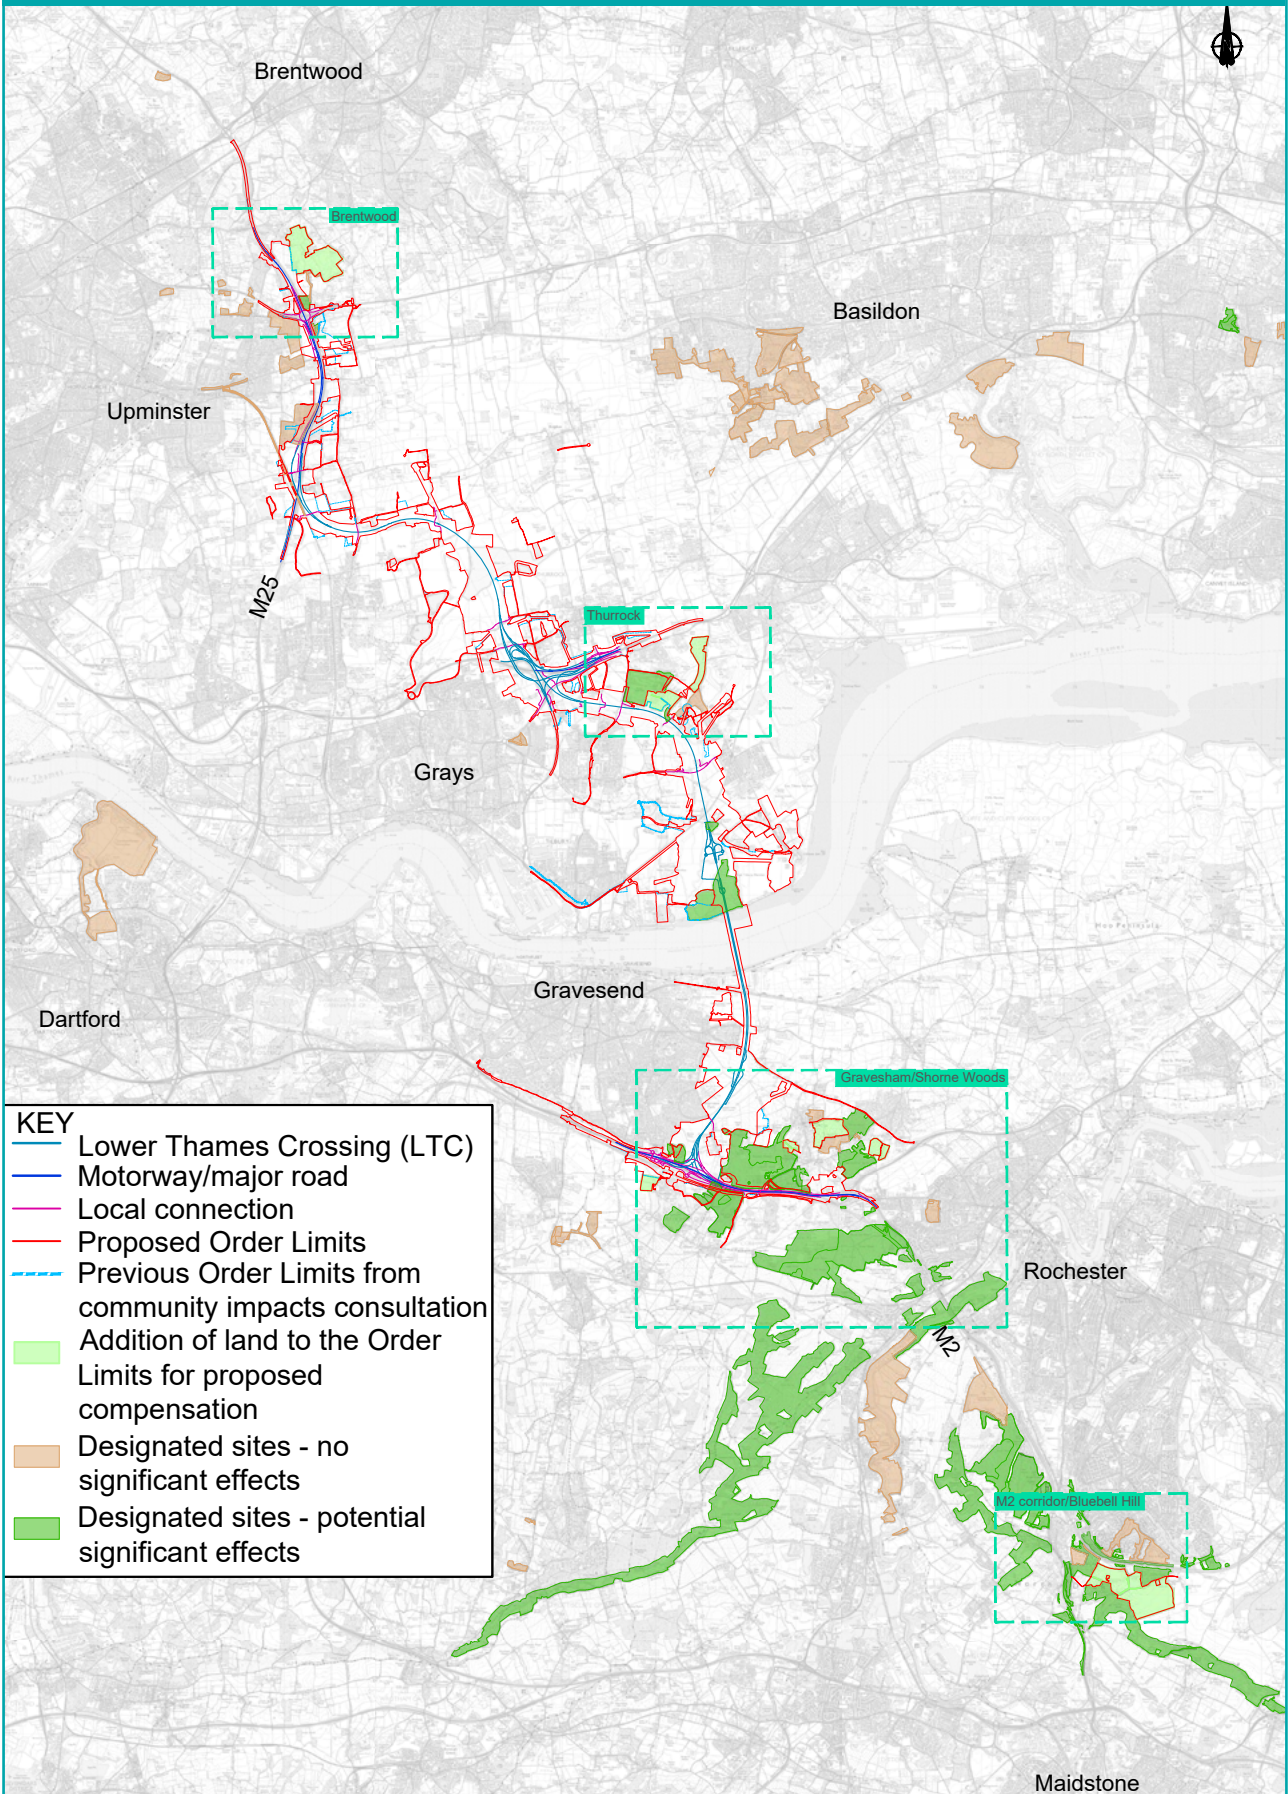 Brentwood
Brentwood
Basildon
Upminster
M25
Thurrock
Grays
Gravesend
Dartford
Gravesham/Shorne Woods
KEY
Lower Thames Crossing (LTC)
Motorway/major road
Local connection
Proposed Order Limits
Previous Order Limits from
community impacts consultation
Addition of land to the Order
Limits for proposed
compensation
Designated sites - no
significant effects
Designated sites - potential
significant effects
Rochester
M2
M2 corridor/Bluebell Hill
Maidstone